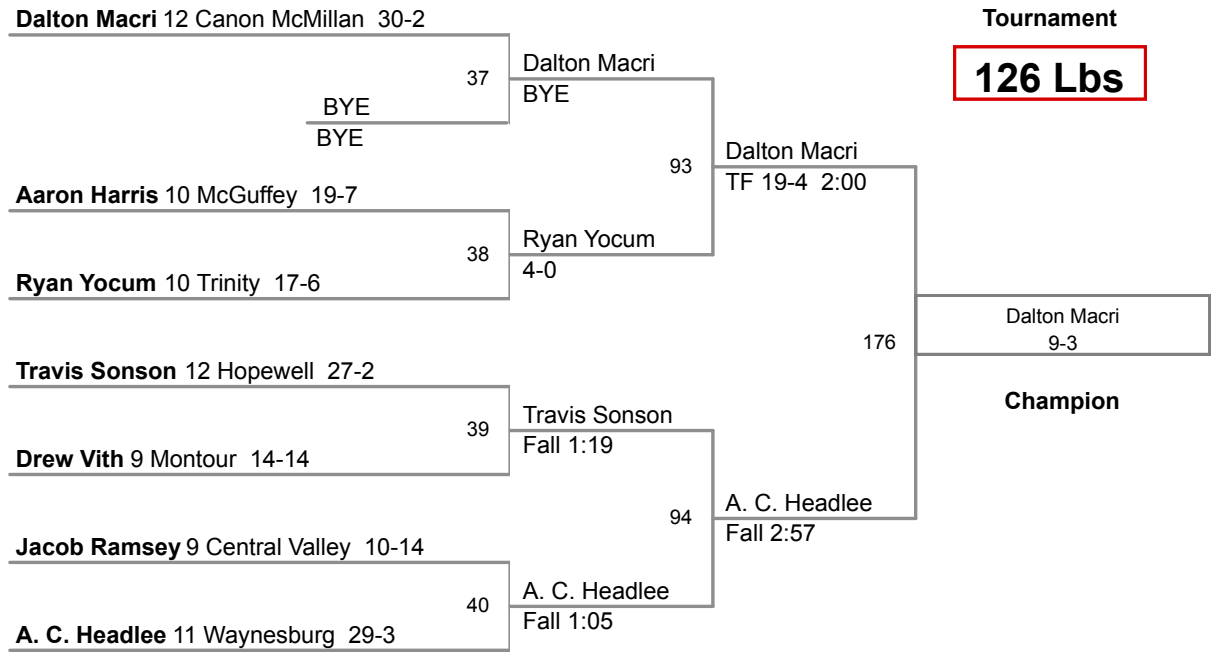 Dalton Macri 12 Canon McMillan 30-2
Tournament
126 Lbs
37
Dalton Macri
BYE
BYE
BYE
93
Dalton Macri
TF 19-4 2:00
Aaron Harris 10 McGuffey 19-7
38
Ryan Yocum
4-0
Ryan Yocum 10 Trinity 17-6
176
Dalton Macri
9-3
Champion
Travis Sonson 12 Hopewell 27-2
39
Travis Sonson
Fall 1:19
Drew Vith 9 Montour 14-14
94
A. C. Headlee
Fall 2:57
Jacob Ramsey 9 Central Valley 10-14
40
A. C. Headlee
Fall 1:05
A. C. Headlee 11 Waynesburg 29-3